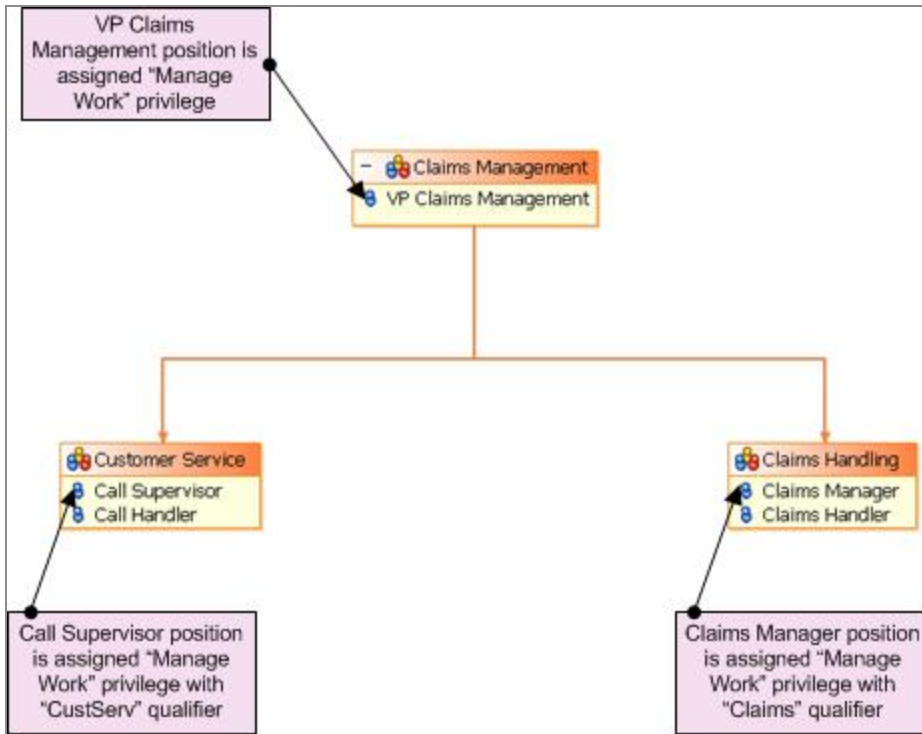 VP Claims
Management position is
assigned “Manage
Work” privilege
Claims Management
VP Claims Management
Customer Service
Call Supervisor
Call Handler
Claims Handling
Claims Manager
Claims Handler
Call Supervisor position
is assigned “Manage
Work” privilege with
“CustServ” qualifier
Claims Manager position
is assigned “Manage
Work” privilege with
“Claims” qualifier